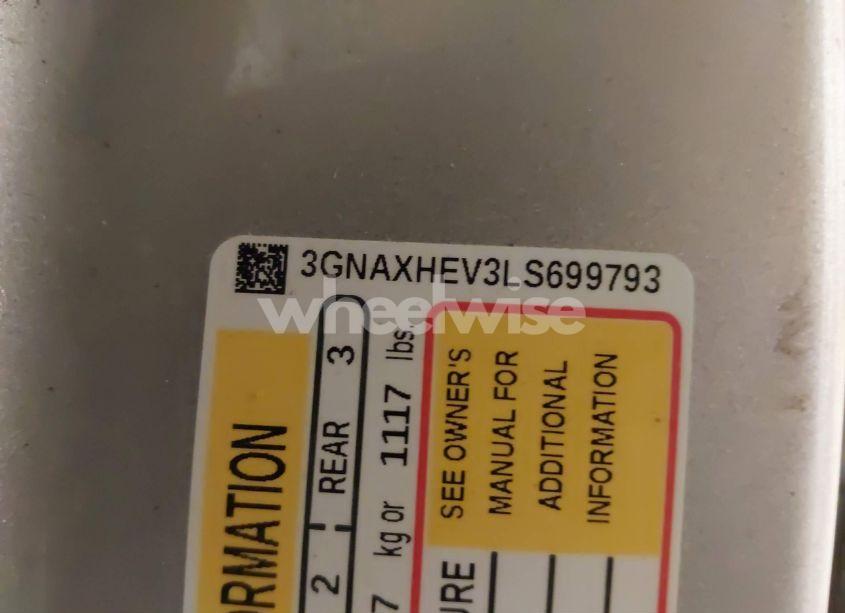 3GNAXHEV3LS699793
wheelwise
ORMATION
2 REAR 3
7 kg or 1117 lbs.
SEE OWNER'S
MANUAL FOR
ADDITIONAL
INFORMATION
URE